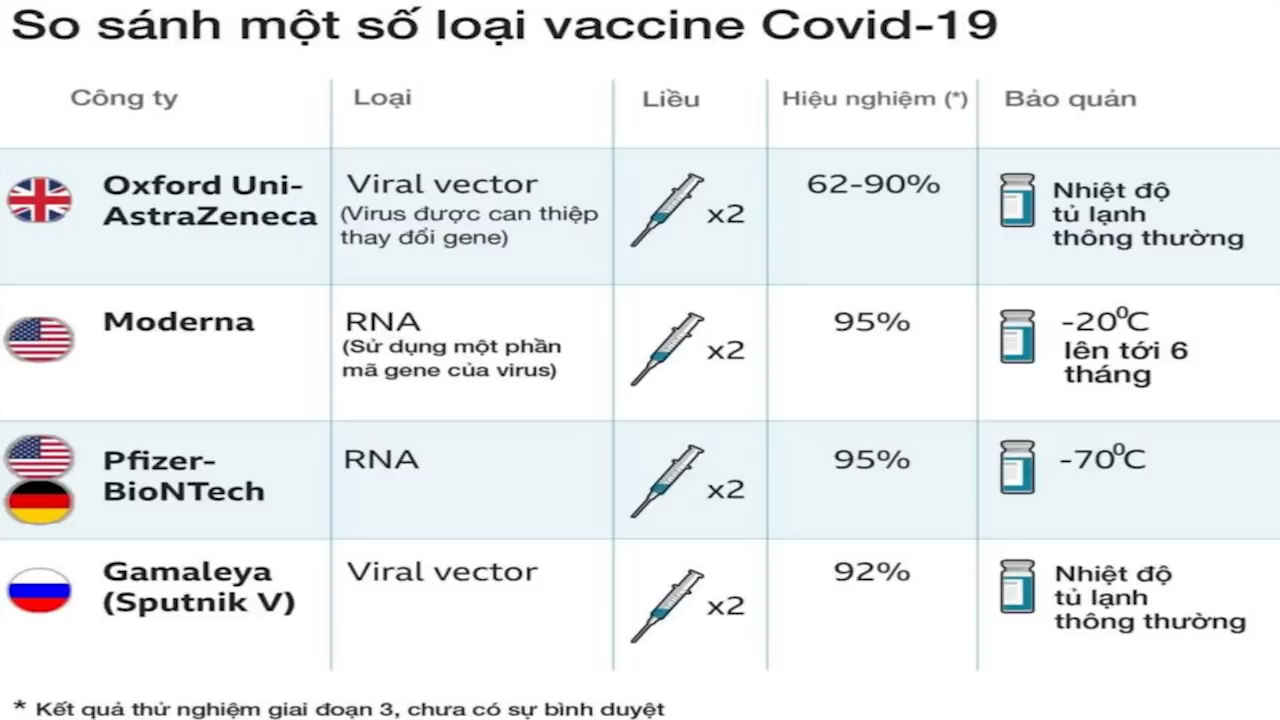 So sánh một số loại vaccine Covid-19
Công ty
Loại
Liều
Hiệu nghiệm (*)
Bảo quản
Oxford Uni-
AstraZeneca
Viral vector
(Virus được can thiệp
thay đổi gene)
x2
62-90%
Nhiệt độ
tủ lạnh
thông thường
Moderna
RNA
(Sử dụng một phần
mã gene của virus)
x2
95%
-20⁰C
lên tới 6
tháng
Pfizer-
BioNTech
RNA
x2
95%
-70⁰C
Gamaleya
(Sputnik V)
Viral vector
x2
92%
Nhiệt độ
tủ lạnh
thông thường
* Kết quả thử nghiệm giai đoạn 3, chưa có sự bình duyệt